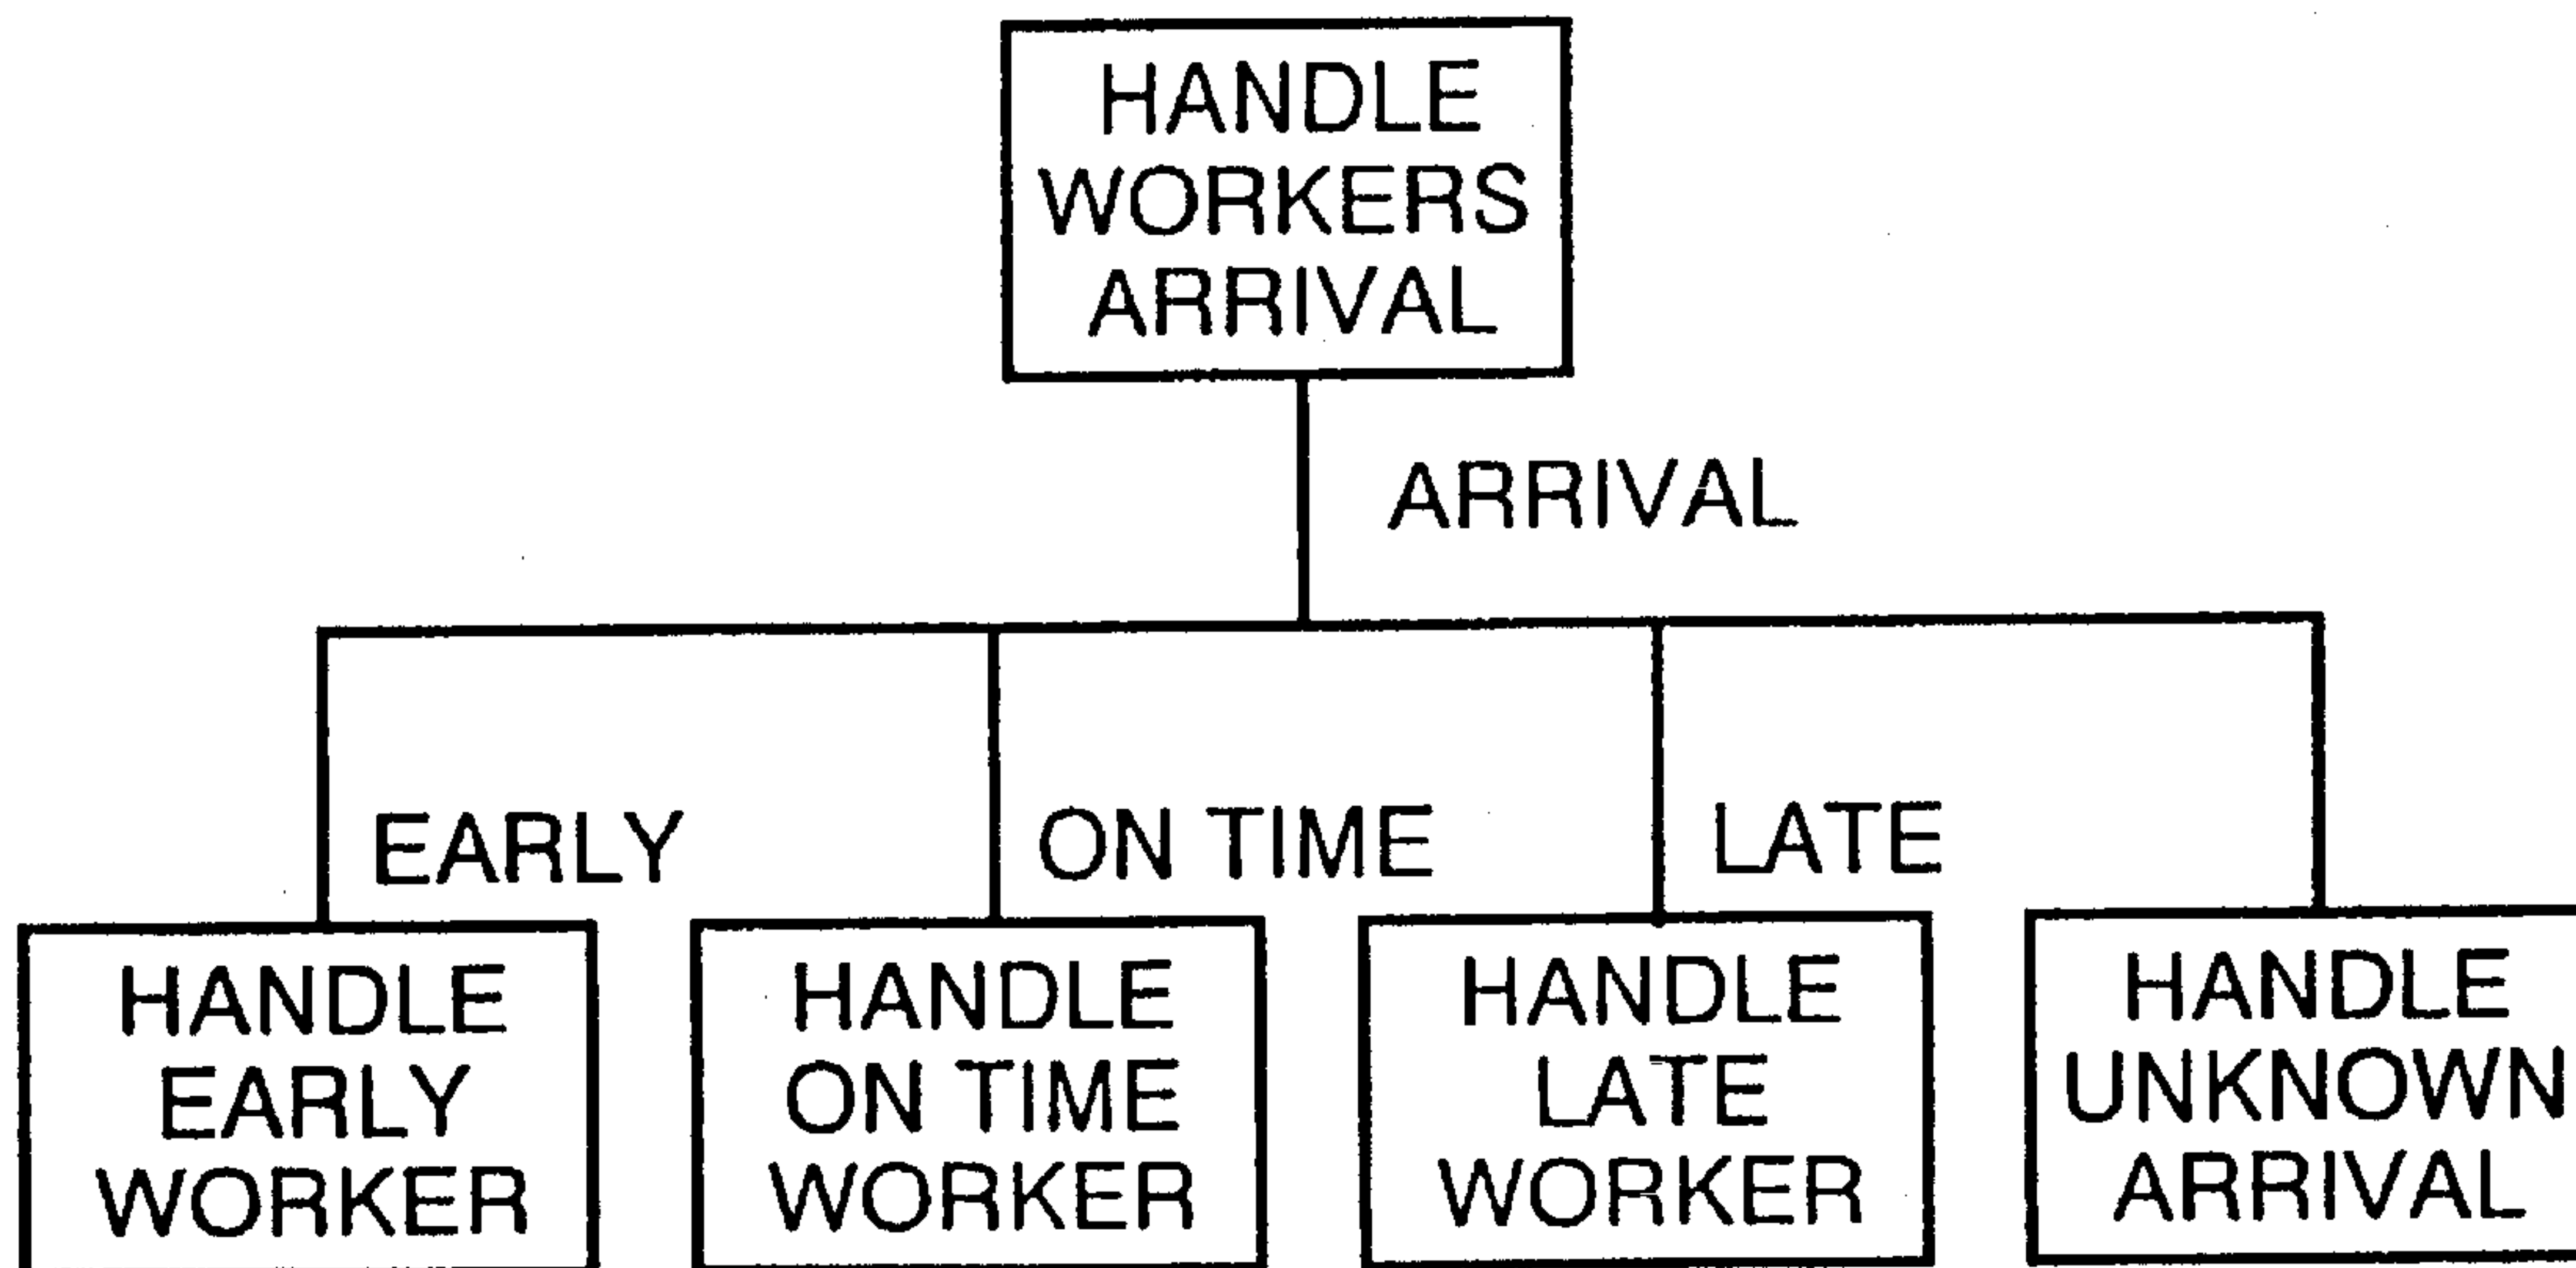 HANDLE
WORKERS
ARRIVAL
ARRIVAL
EARLY
ON TIME
LATE
HANDLE
EARLY
WORKER
HANDLE
ON TIME
WORKER
HANDLE
LATE
WORKER
HANDLE
UNKNOWN
ARRIVAL